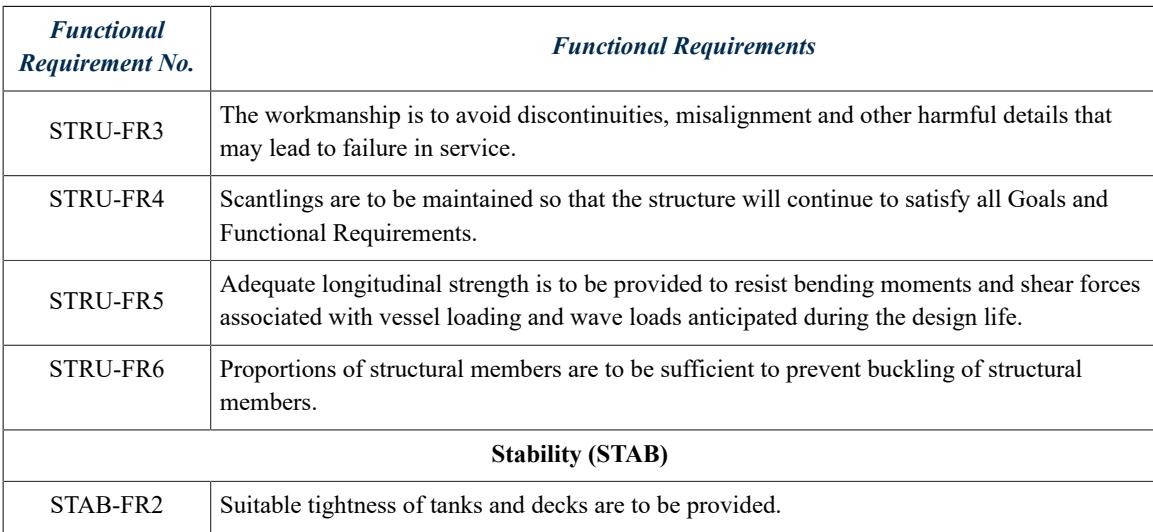 Functional
Requirement No.
Functional Requirements
STRU-FR3
The workmanship is to avoid discontinuities, misalignment and other harmful details that
may lead to failure in service.
STRU-FR4
Scantlings are to be maintained so that the structure will continue to satisfy all Goals and
Functional Requirements.
STRU-FR5
Adequate longitudinal strength is to be provided to resist bending moments and shear forces
associated with vessel loading and wave loads anticipated during the design life.
STRU-FR6
Proportions of structural members are to be sufficient to prevent buckling of structural
members.
Stability (STAB)
STAB-FR2
Suitable tightness of tanks and decks are to be provided.